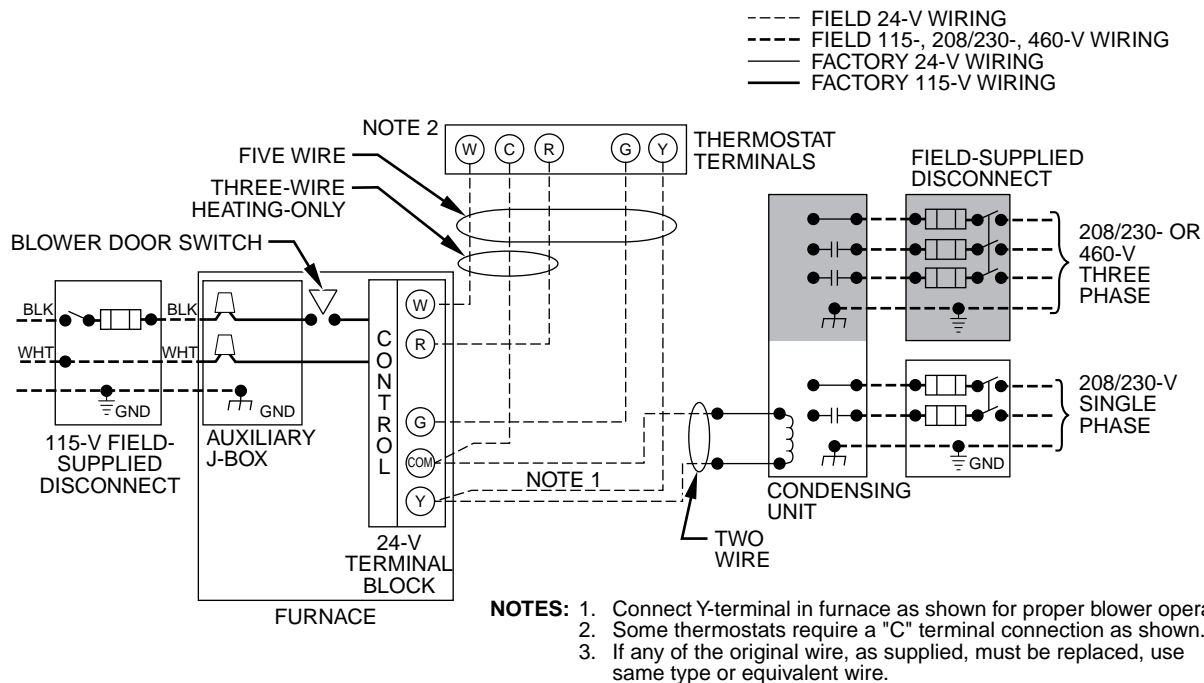 FIELD 24-V WIRING
FIELD 115-, 208/230-, 460-V WIRING
FACTORY 24-V WIRING
FACTORY 115-V WIRING
NOTE 2
W C R G Y
THERMOSTAT
TERMINALS
FIVE WIRE
THREE-WIRE
HEATING-ONLY
BLOWER DOOR SWITCH
FIELD-SUPPLIED
DISCONNECT
208/230- OR
460-V
THREE
PHASE
BLK
BLK
WHT
WHT
GND
GND
115-V FIELD-
SUPPLIED
DISCONNECT
AUXILIARY
J-BOX
CONTROL
W
R
G
COM
Y
24-V
TERMINAL
BLOCK
FURNACE
NOTE 1
TWO
WIRE
CONDENSING
UNIT
208/230-V
SINGLE
PHASE
GND
NOTES: 1. Connect Y-terminal in furnace as shown for proper blower opera
2. Some thermostats require a "C" terminal connection as shown.
3. If any of the original wire, as supplied, must be replaced, use
same type or equivalent wire.